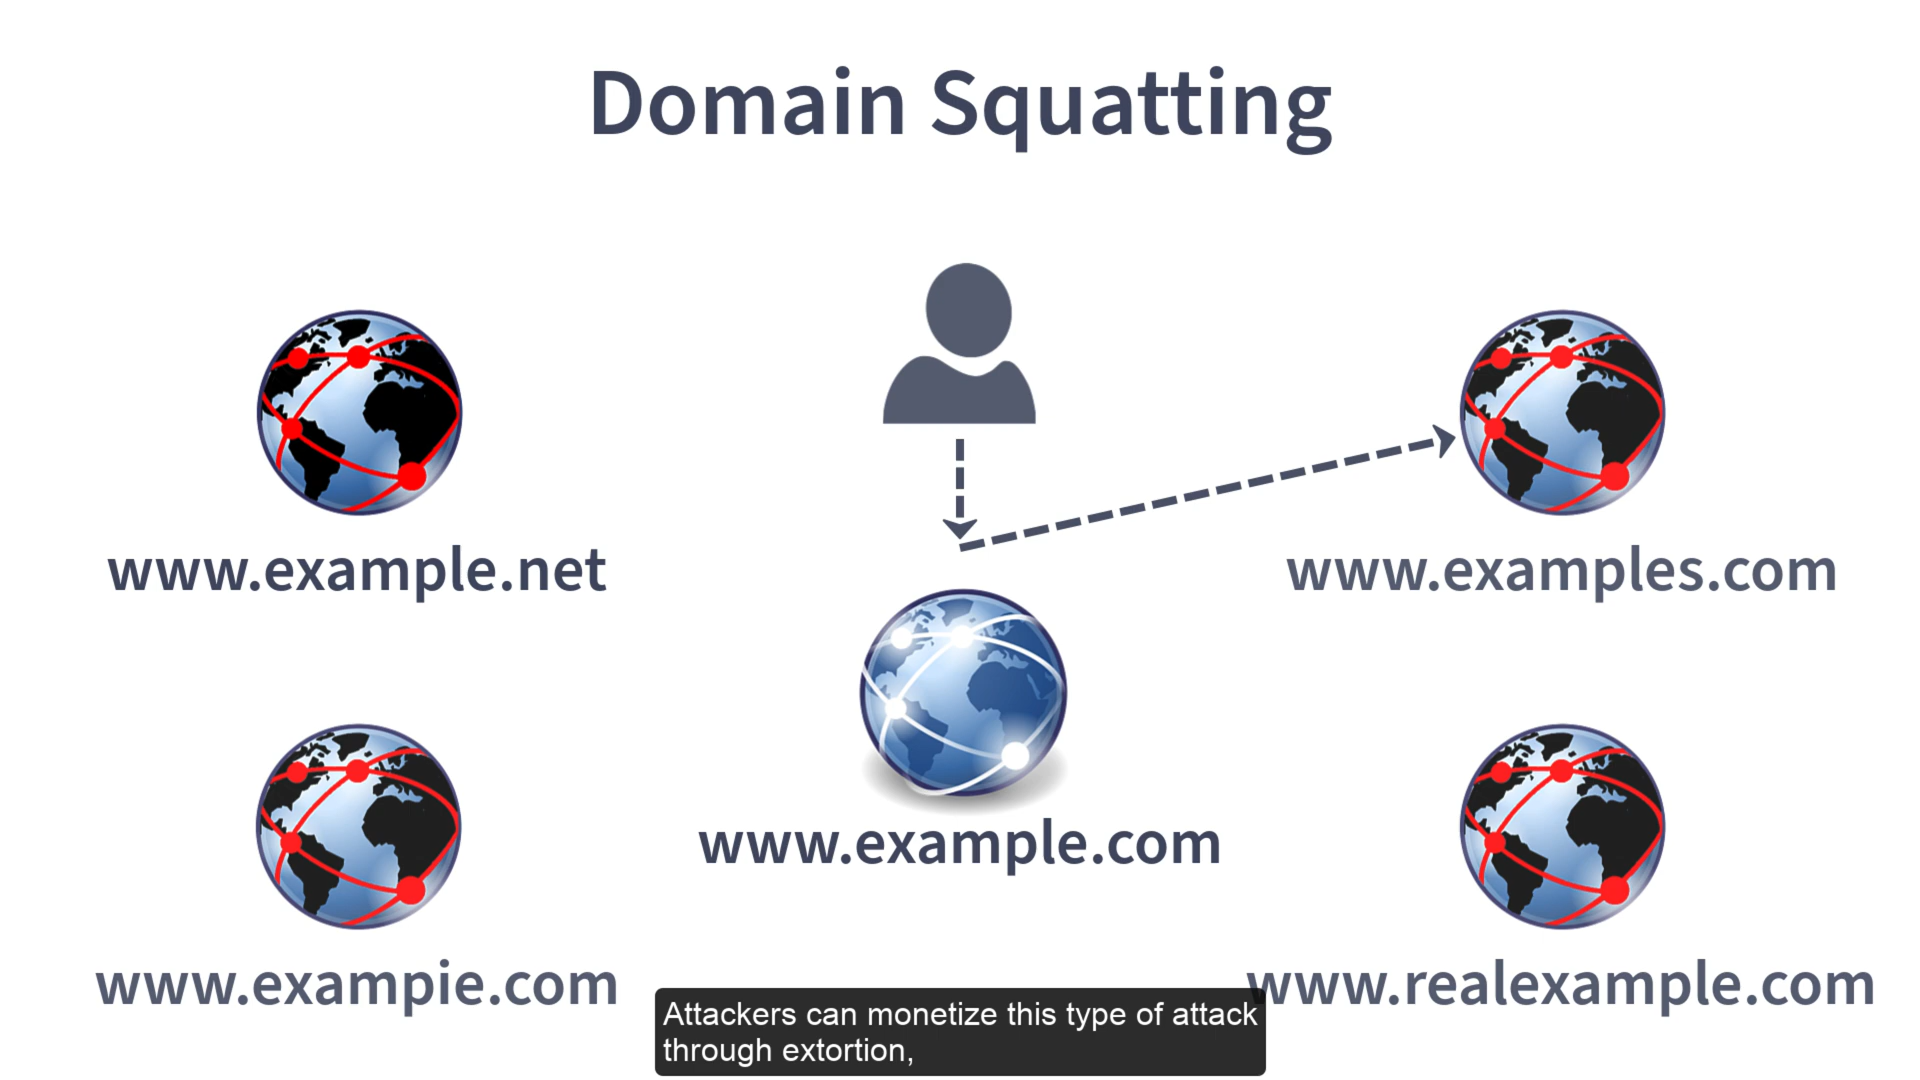 Domain Squatting
www.example.net
www.examples.com
www.example.com
www.exampie.com
www.realexample.com
Attackers can monetize this type of attack
through extortion,